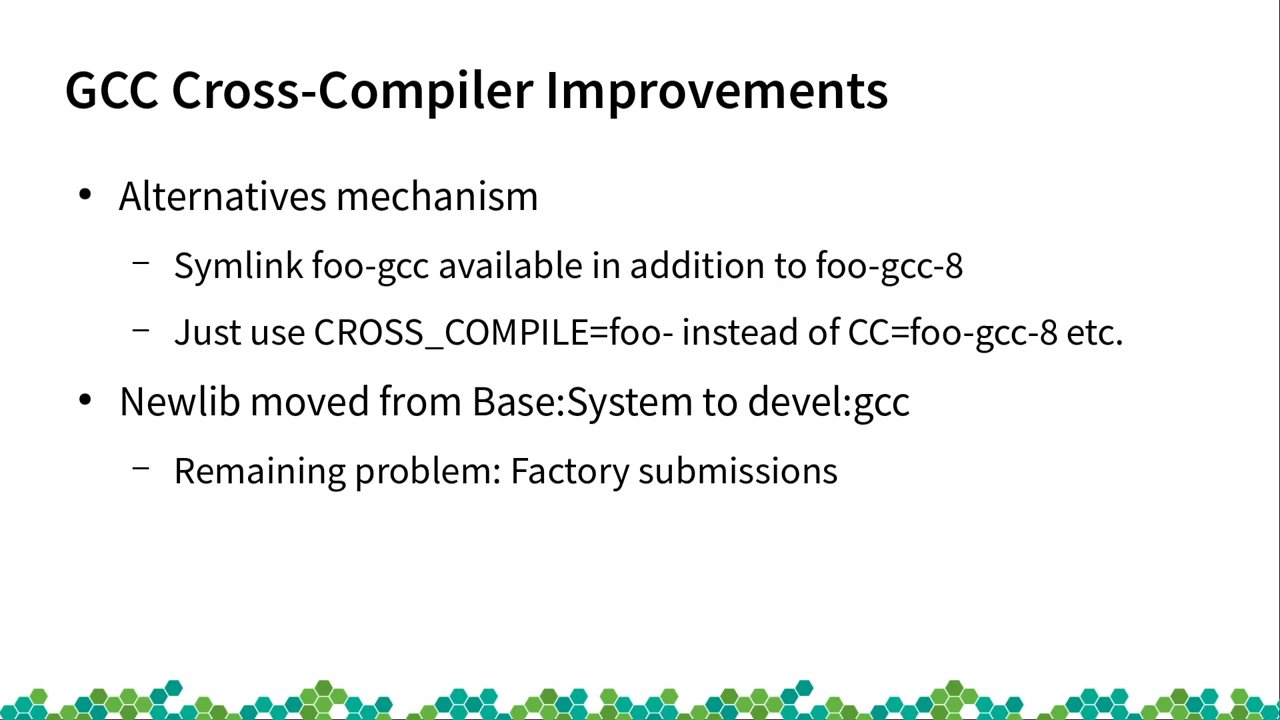 GCC Cross-Compiler Improvements
• Alternatives mechanism
– Symlink foo-gcc available in addition to foo-gcc-8
– Just use CROSS_COMPILE=foo- instead of CC=foo-gcc-8 etc.
• Newlib moved from Base:System to devel:gcc
– Remaining problem: Factory submissions